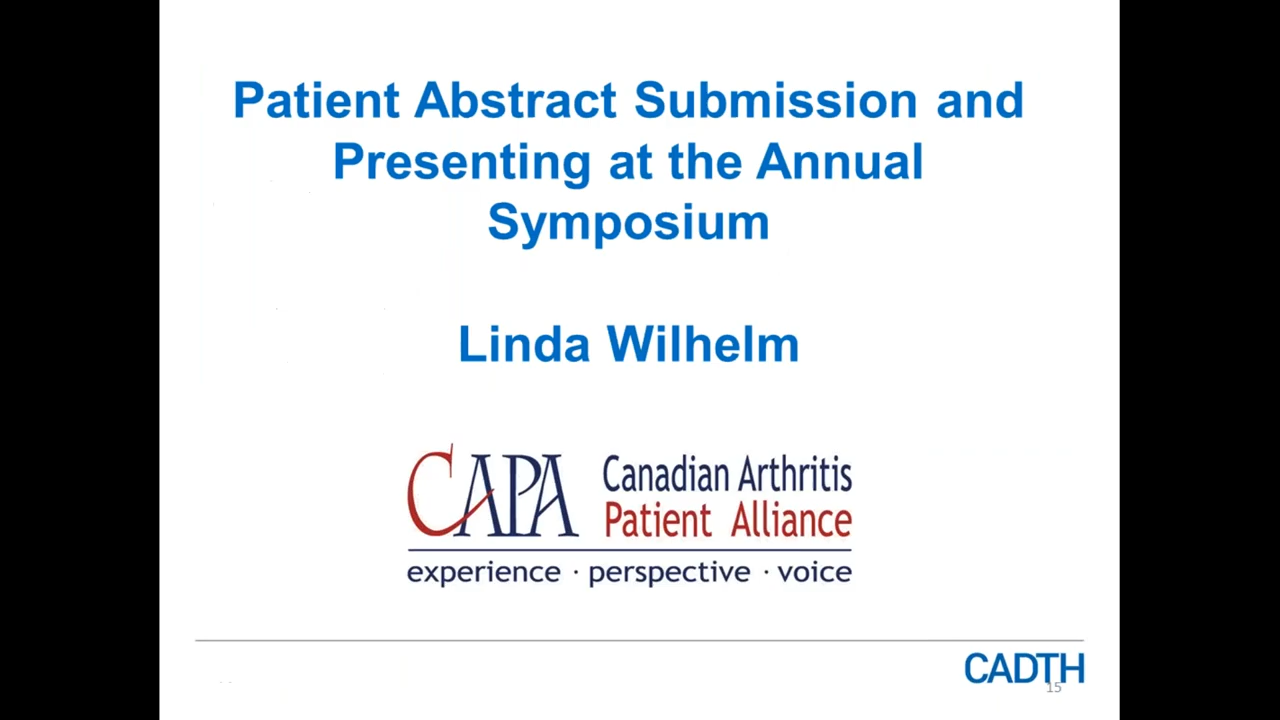 Patient Abstract Submission and
Presenting at the Annual
Symposium
Linda Wilhelm
CAPA Canadian Arthritis
Patient Alliance
experience · perspective · voice
CADTH
15